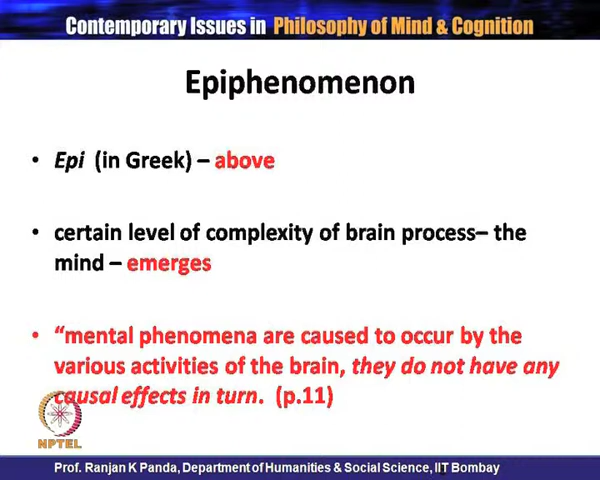 Contemporary Issues in Philosophy of Mind & Cognition
Epiphenomenon
• Epi (in Greek) – above
• certain level of complexity of brain process– the
mind – emerges
• “mental phenomena are caused to occur by the
various activities of the brain, they do not have any
causal effects in turn. (p.11)
NPTEL
Prof. Ranjan K Panda, Department of Humanities & Social Science, IIT Bombay